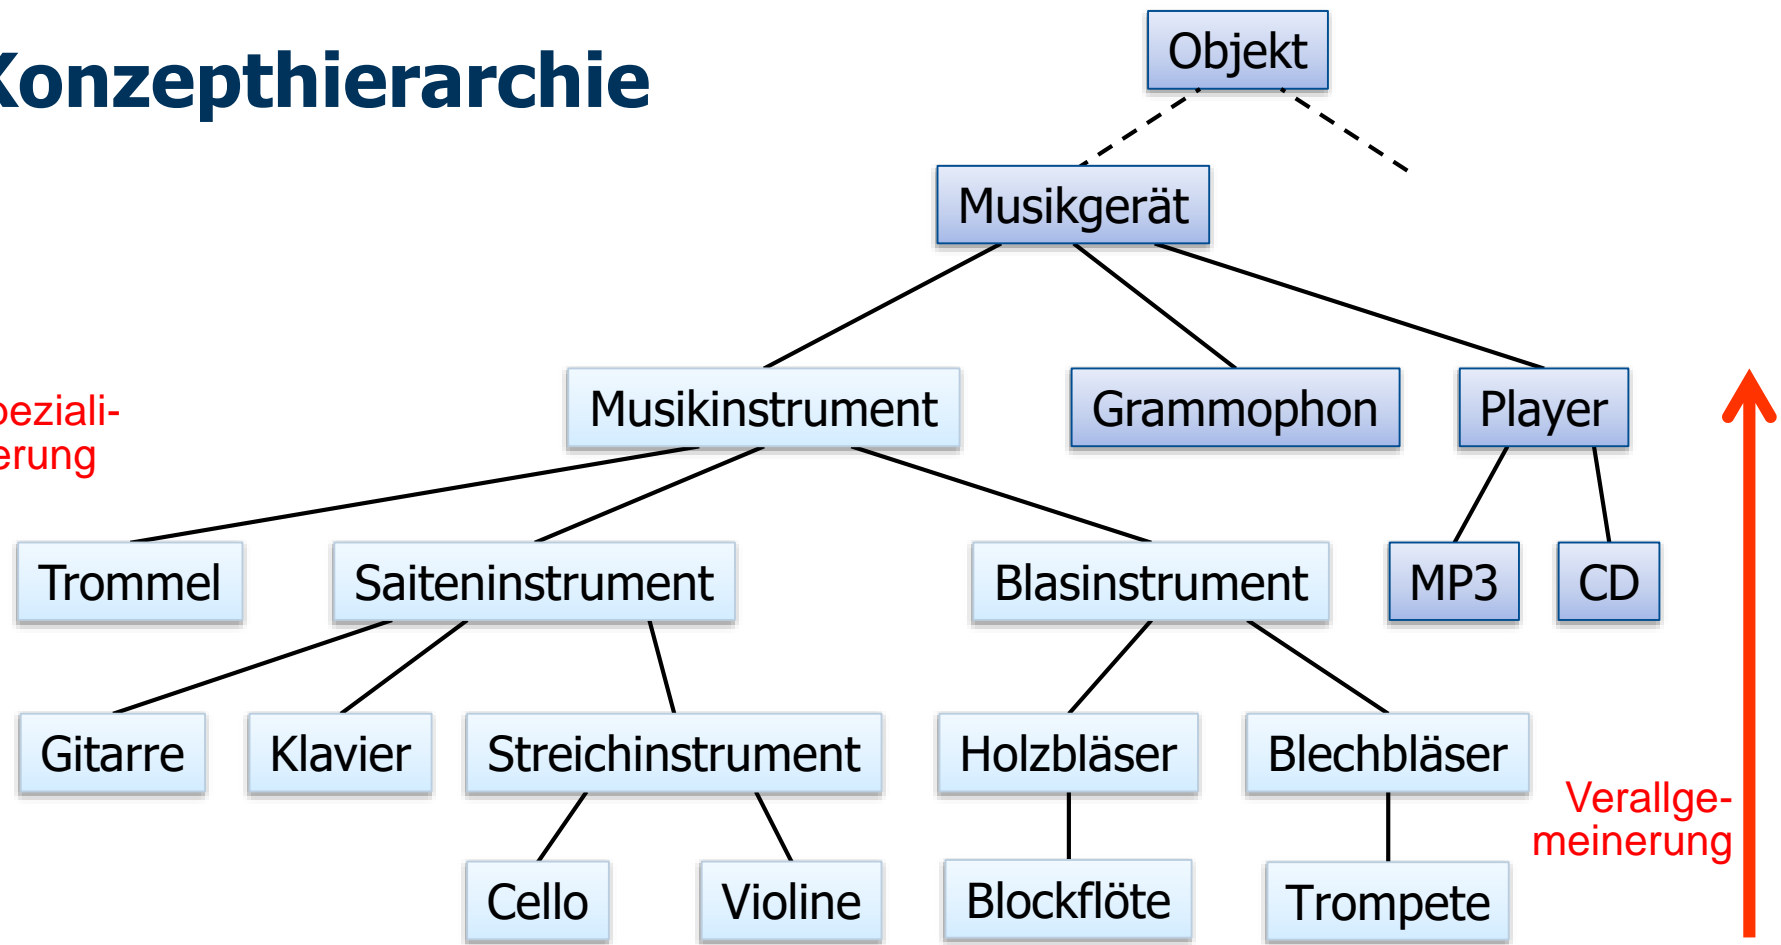 Konzepthierarchie
Objekt
Musikgerät
Musikinstrument
Grammophon
Player
peziali-
erung
Trommel
Saiteninstrument
Blasinstrument
MP3
CD
Gitarre
Klavier
Streichinstrument
Holzbläser
Blechbläser
Verallge-
meinerung
Cello
Violine
Blockflöte
Trompete